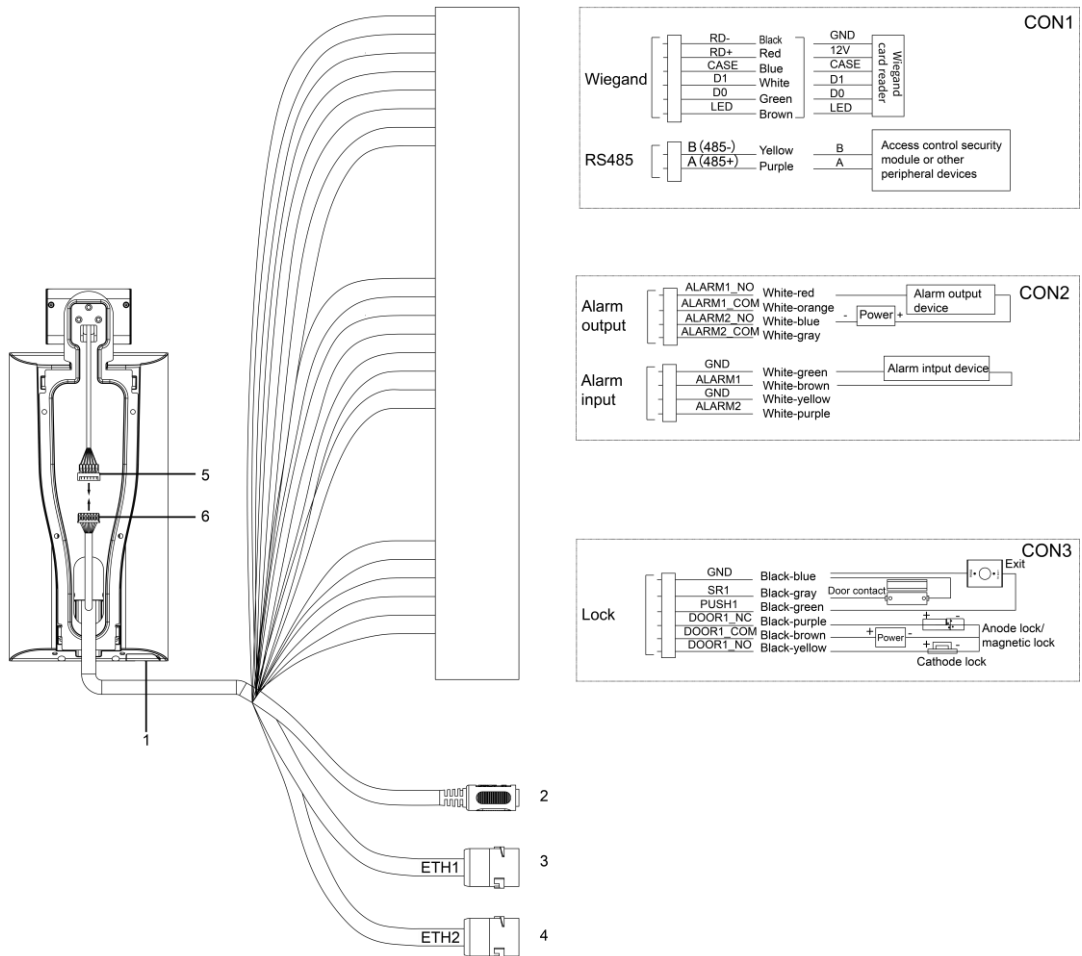 CON1
Wiegand
RD- Black GND
RD+ Red 12V
CASE Blue CASE
D1 White D1
D0 Green D0
LED Brown LED
Wiegand
card reader
RS485
B(485-) Yellow B
A(485+) Purple A
Access control security
module or other
peripheral devices
CON2
Alarm
output
ALARM1_NO White-red
ALARM1_COM White-orange
ALARM2_NO White-blue
ALARM2_COM White-gray
Alarm output
device
- Power +
Alarm
input
GND White-green
ALARM1 White-brown
GND White-yellow
ALARM2 White-purple
Alarm intput device
CON3
Lock
GND Black-blue
SR1 Black-gray
PUSH1 Black-green
DOOR1_NC Black-purple
DOOR1_COM Black-brown
DOOR1_NO Black-yellow
Exit
Door contact
+ -
+ Power -
Anode lock/
magnetic lock
+ -
Cathode lock
5
6
1
2
ETH1 3
ETH2 4